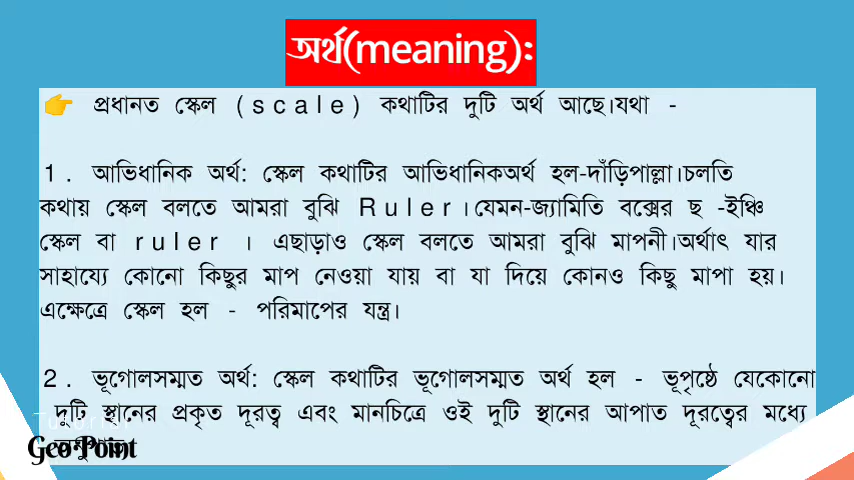 অর্থ(meaning):
👉 প্রধানত স্কেল (scale) কথাটির দুটি অর্থ আছে।যথা -
1. আভিধানিক অর্থ: স্কেল কথাটির আভিধানিকঅর্থ হল-দাঁড়িপাল্লা।চলতি
কথায় স্কেল বলতে আমরা বুঝি Ruler।যেমন-জ্যামিতি বক্সের ছ -ইঞ্চি
স্কেল বা ruler । এছাড়াও স্কেল বলতে আমরা বুঝি মাপনী।অর্থাৎ যার
সাহায্যে কোনো কিছুর মাপ নেওয়া যায় বা যা দিয়ে কোনও কিছু মাপা হয়।
এক্ষেত্রে স্কেল হল - পরিমাপের যন্ত্র।
2. ভূগোলসম্মত অর্থ: স্কেল কথাটির ভূগোলসম্মত অর্থ হল - ভূপৃষ্ঠে যেকোনো
দুটি স্থানের প্রকৃত দূরত্ব এবং মানচিত্রে ওই দুটি স্থানের আপাত দূরত্বের মধ্যে
অনুপাত।
Geo Point